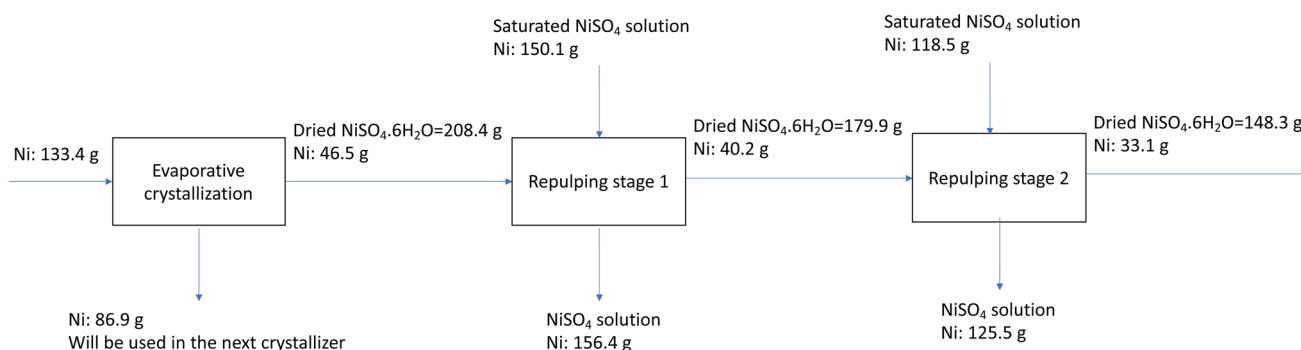 Saturated NiSO₄ solution
Ni: 150.1 g
Saturated NiSO₄ solution
Ni: 118.5 g
Ni: 133.4 g
Evaporative
crystallization
Dried NiSO₄.6H₂O=208.4 g
Ni: 46.5 g
Repulping stage 1
Dried NiSO₄.6H₂O=179.9 g
Ni: 40.2 g
Repulping stage 2
Dried NiSO₄.6H₂O=148.3 g
Ni: 33.1 g
Ni: 86.9 g
Will be used in the next crystallizer
NiSO₄ solution
Ni: 156.4 g
NiSO₄ solution
Ni: 125.5 g